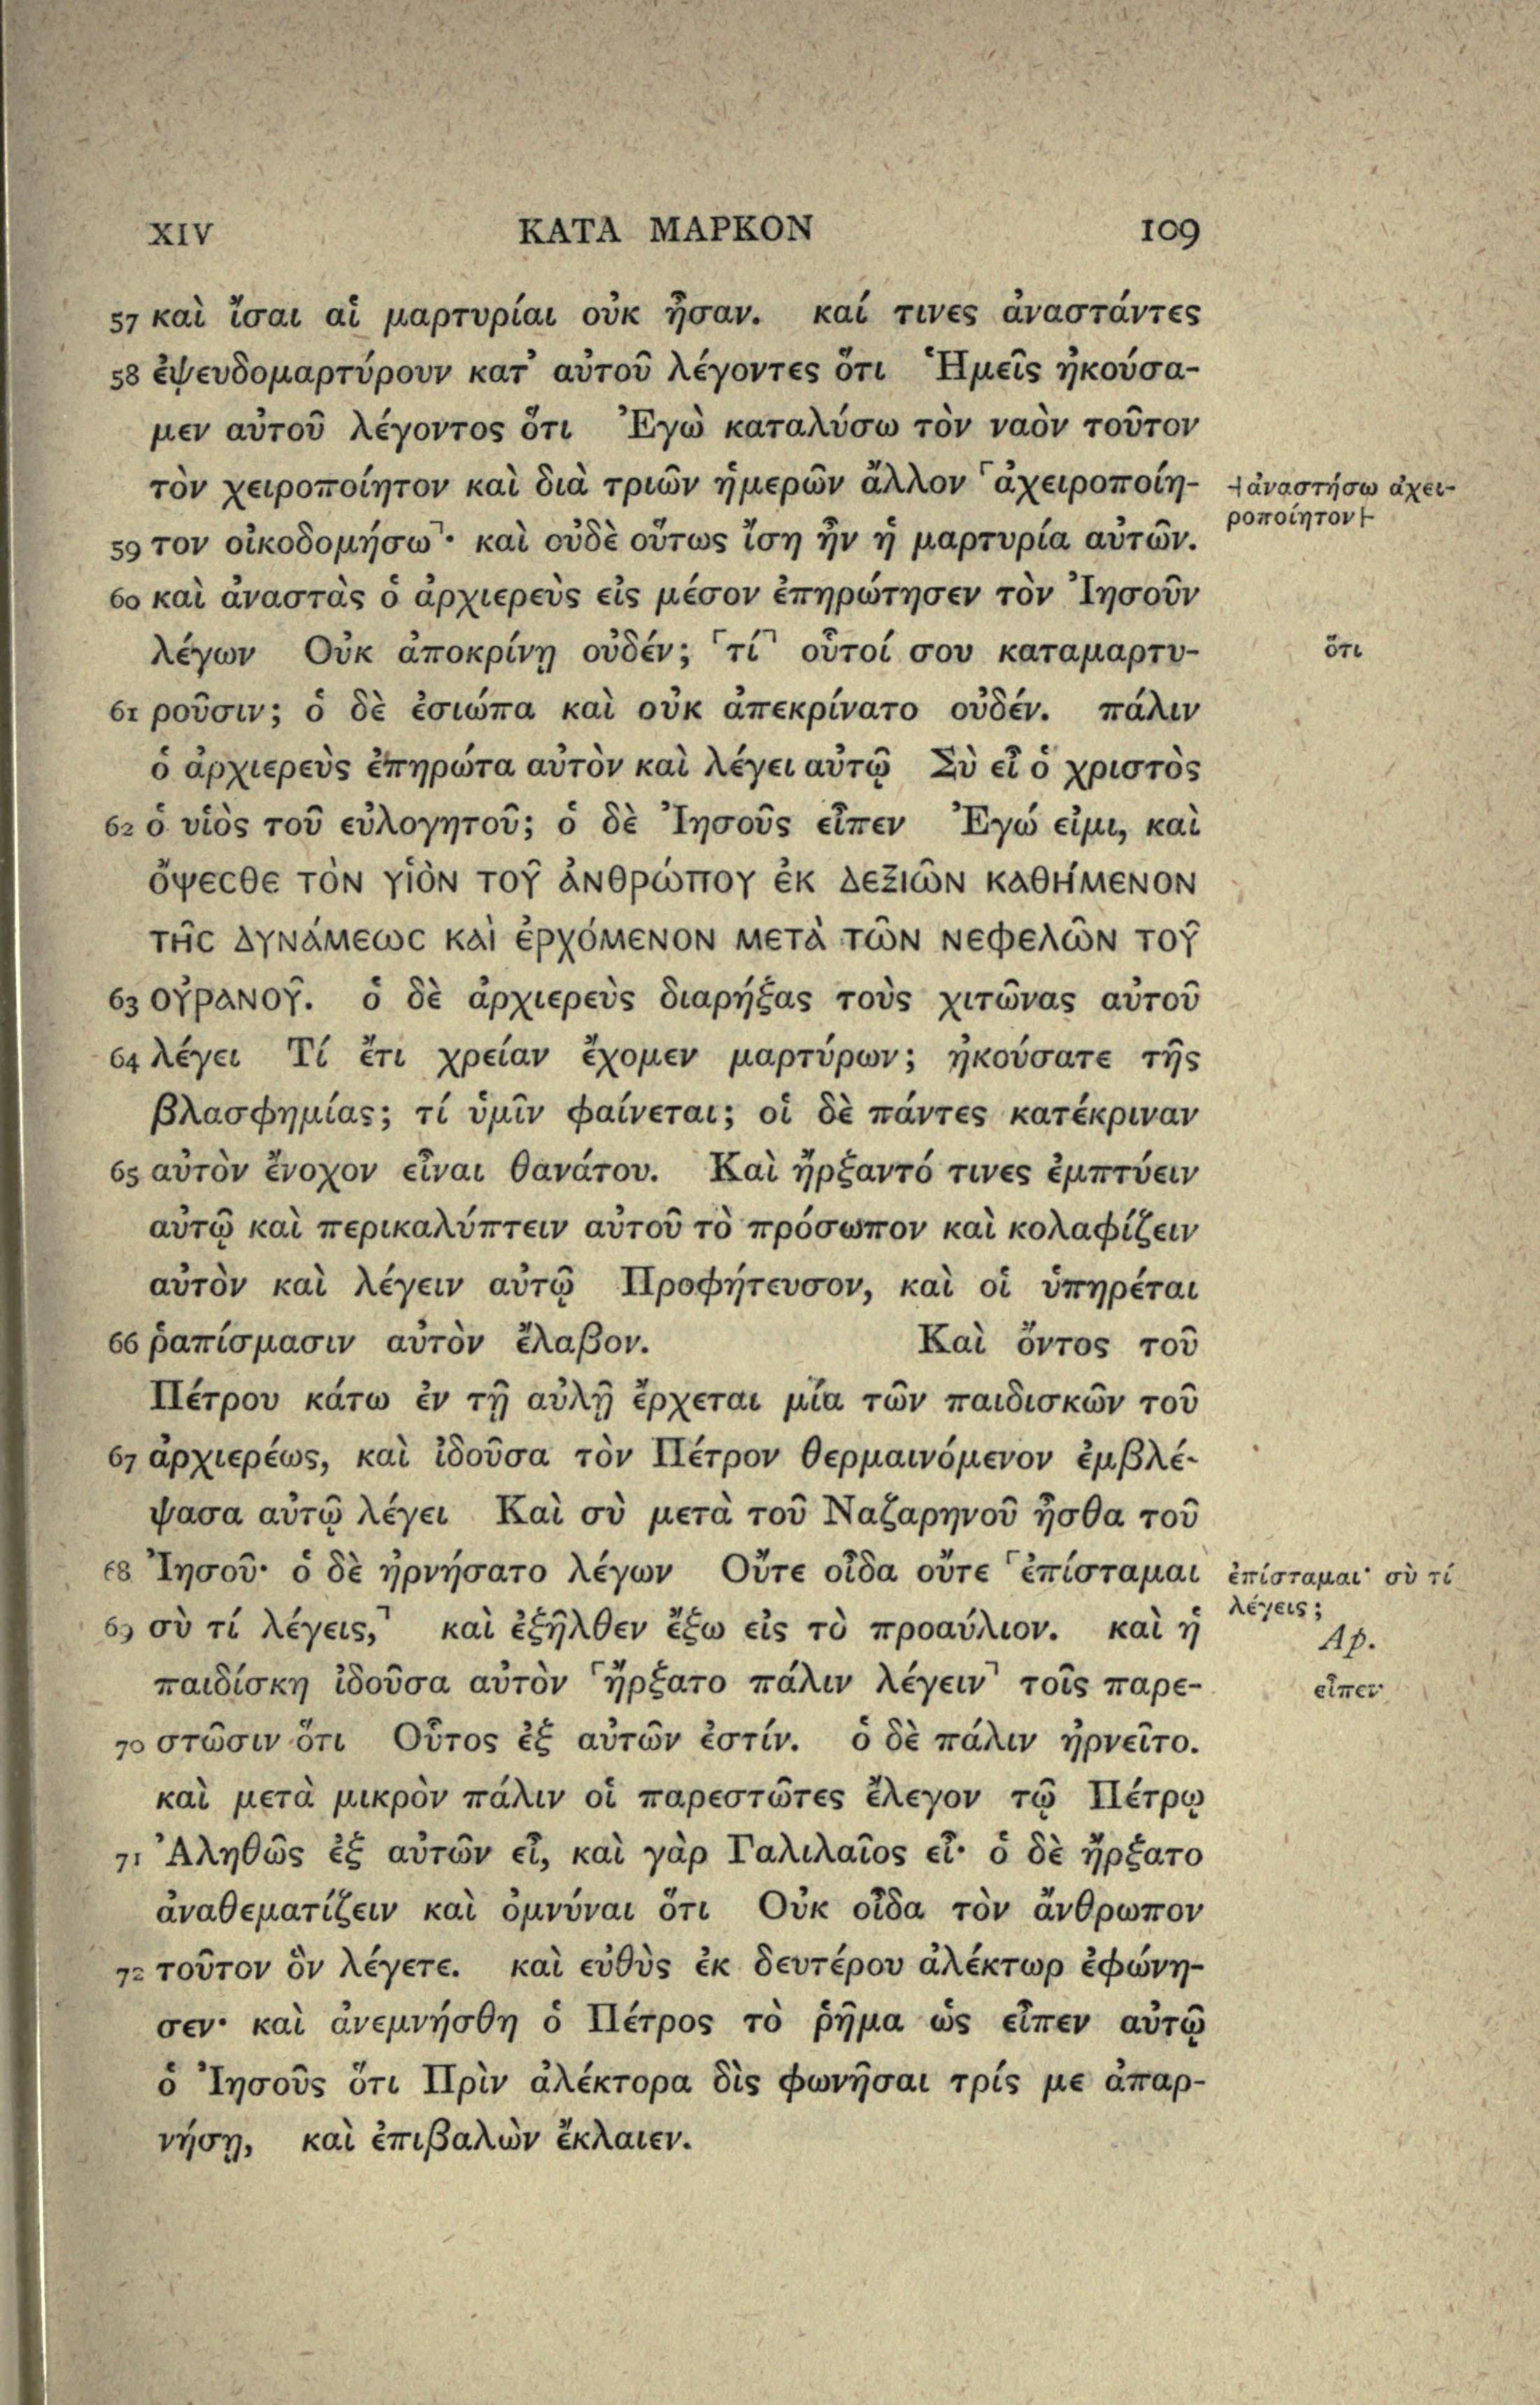 XIV ΚΑΤΑ ΜΑΡΚΟΝ 109
57 καὶ ἴσαι αἱ μαρτυρίαι οὐκ ἦσαν. καί τινες ἀναστάντες
58 ἐψευδομαρτύρουν κατ᾽ αὐτοῦ λέγοντες ὅτι Ἡμεῖς ἠκούσα-
μεν αὐτοῦ λέγοντος ὅτι Ἐγὼ καταλύσω τὸν ναὸν τοῦτον
τὸν χειροποίητον καὶ διὰ τριῶν ἡμερῶν ἄλλον ⌜ἀχειροποίη- ⊣ἀναστήσω ἀχει-
ροποίητον⊢
59 τον οἰκοδομήσω⌝· καὶ οὐδὲ οὕτως ἴση ἦν ἡ μαρτυρία αὐτῶν.
60 καὶ ἀναστὰς ὁ ἀρχιερεὺς εἰς μέσον ἐπηρώτησεν τὸν Ἰησοῦν
λέγων Οὐκ ἀποκρίνῃ οὐδέν; ⌜τί⌝ οὗτοί σου καταμαρτυ- ὅτι
61 ροῦσιν; ὁ δὲ ἐσιώπα καὶ οὐκ ἀπεκρίνατο οὐδέν. πάλιν
ὁ ἀρχιερεὺς ἐπηρώτα αὐτὸν καὶ λέγει αὐτῷ Σὺ εἶ ὁ χριστὸς
62 ὁ υἱὸς τοῦ εὐλογητοῦ; ὁ δὲ Ἰησοῦς εἶπεν Ἐγώ εἰμι, καὶ
ὄψεσθε τὸν υἱὸν τοῦ ἀνθρώπου ἐκ δεξιῶν καθήμενον
τῆς δυνάμεως καὶ ἐρχόμενον μετὰ τῶν νεφελῶν τοῦ
63 οὐρανοῦ. ὁ δὲ ἀρχιερεὺς διαρήξας τοὺς χιτῶνας αὐτοῦ
64 λέγει Τί ἔτι χρείαν ἔχομεν μαρτύρων; ἠκούσατε τῆς
βλασφημίας; τί ὑμῖν φαίνεται; οἱ δὲ πάντες κατέκριναν
65 αὐτὸν ἔνοχον εἶναι θανάτου. Καὶ ἤρξαντό τινες ἐμπτύειν
αὐτῷ καὶ περικαλύπτειν αὐτοῦ τὸ πρόσωπον καὶ κολαφίζειν
αὐτὸν καὶ λέγειν αὐτῷ Προφήτευσον, καὶ οἱ ὑπηρέται
66 ῥαπίσμασιν αὐτὸν ἔλαβον. Καὶ ὄντος τοῦ
Πέτρου κάτω ἐν τῇ αὐλῇ ἔρχεται μία τῶν παιδισκῶν τοῦ
67 ἀρχιερέως, καὶ ἰδοῦσα τὸν Πέτρον θερμαινόμενον ἐμβλέ-
ψασα αὐτῷ λέγει Καὶ σὺ μετὰ τοῦ Ναζαρηνοῦ ἦσθα τοῦ
68 Ἰησοῦ· ὁ δὲ ἠρνήσατο λέγων Οὔτε οἶδα οὔτε ⌜ἐπίσταμαι ἐπίσταμαι· σὺ τί
λέγεις;
69 σὺ τί λέγεις,⌝ καὶ ἐξῆλθεν ἔξω εἰς τὸ προαύλιον. καὶ ἡ Ap.
παιδίσκη ἰδοῦσα αὐτὸν ⌜ἤρξατο πάλιν λέγειν⌝ τοῖς παρε- εἶπεν
70 στῶσιν ὅτι Οὗτος ἐξ αὐτῶν ἐστίν. ὁ δὲ πάλιν ἠρνεῖτο.
καὶ μετὰ μικρὸν πάλιν οἱ παρεστῶτες ἔλεγον τῷ Πέτρῳ
71 Ἀληθῶς ἐξ αὐτῶν εἶ, καὶ γὰρ Γαλιλαῖος εἶ· ὁ δὲ ἤρξατο
ἀναθεματίζειν καὶ ὀμνύναι ὅτι Οὐκ οἶδα τὸν ἄνθρωπον
72 τοῦτον ὃν λέγετε. καὶ εὐθὺς ἐκ δευτέρου ἀλέκτωρ ἐφώνη-
σεν· καὶ ἀνεμνήσθη ὁ Πέτρος τὸ ῥῆμα ὡς εἶπεν αὐτῷ
ὁ Ἰησοῦς ὅτι Πρὶν ἀλέκτορα δὶς φωνῆσαι τρίς με ἀπαρ-
νήσῃ, καὶ ἐπιβαλὼν ἔκλαιεν.